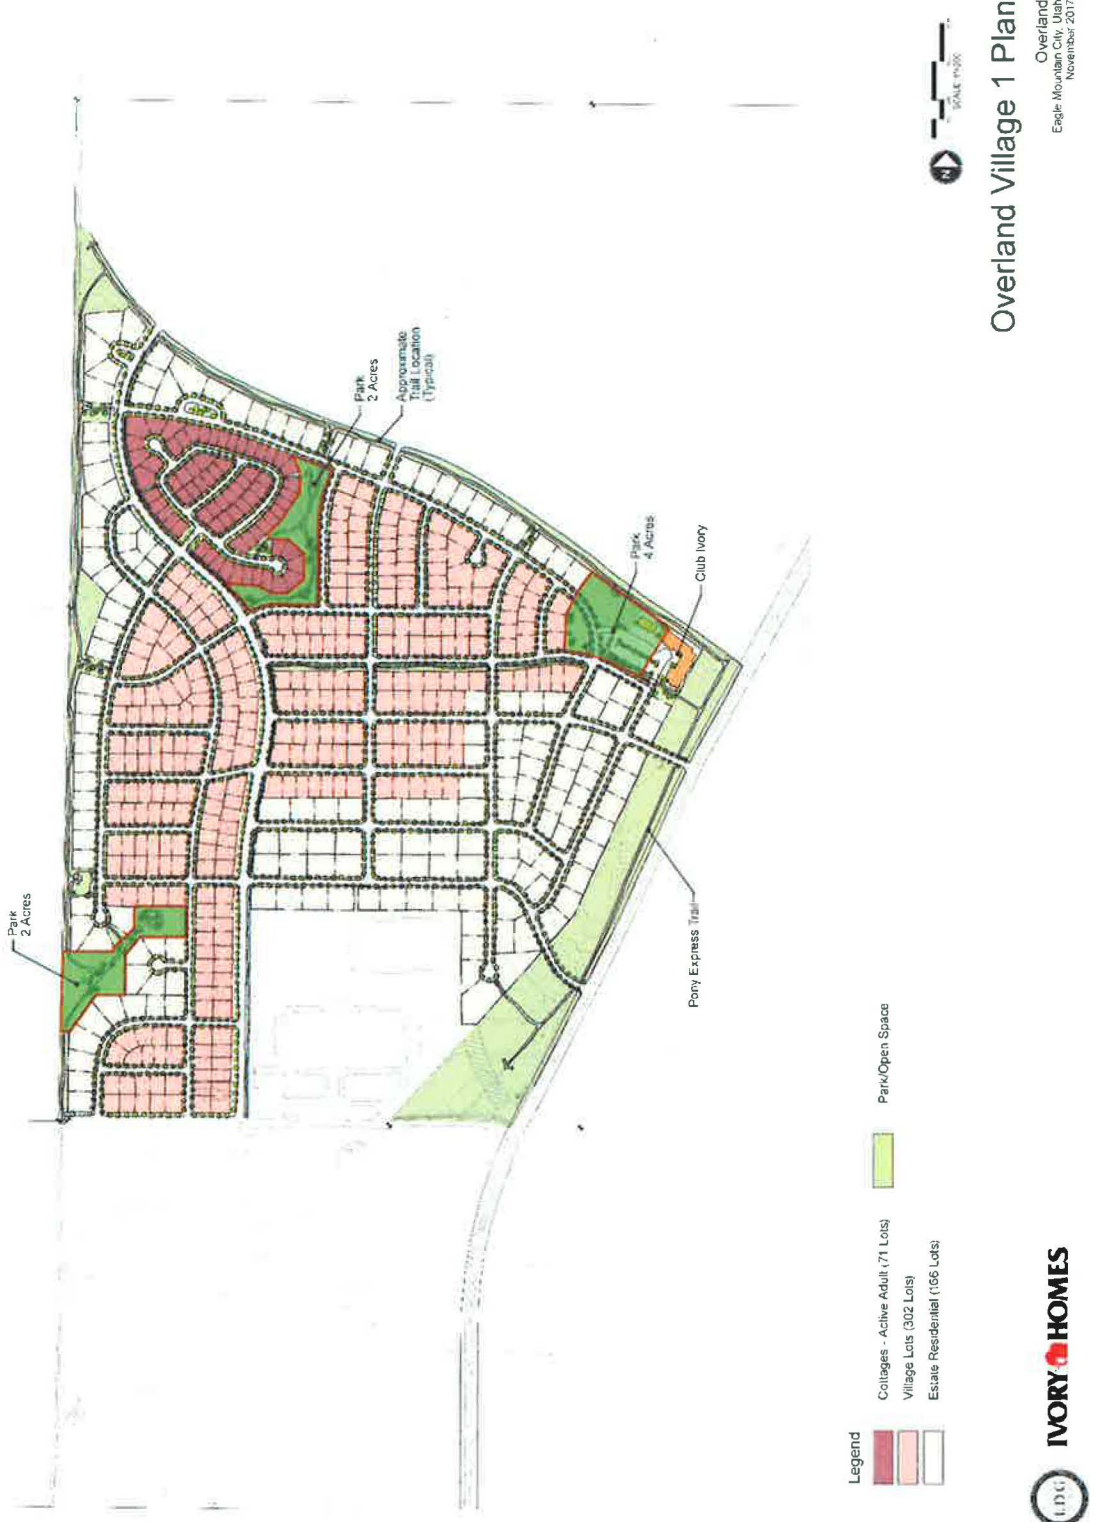 Park
2 Acres
Park
2 Acres
Approximate
Trail Location
(Typical)
Park
4 Acres
Club Ivory
Pony Express Trail
Legend
Cottages - Active Adult (71 Lots)
Village Lots (302 Lots)
Estate Residential (166 Lots)
Park/Open Space
LDG
IVORY HOMES
N
Overland Village 1 Plan
Overland
Eagle Mountain City, Utah
November 2017